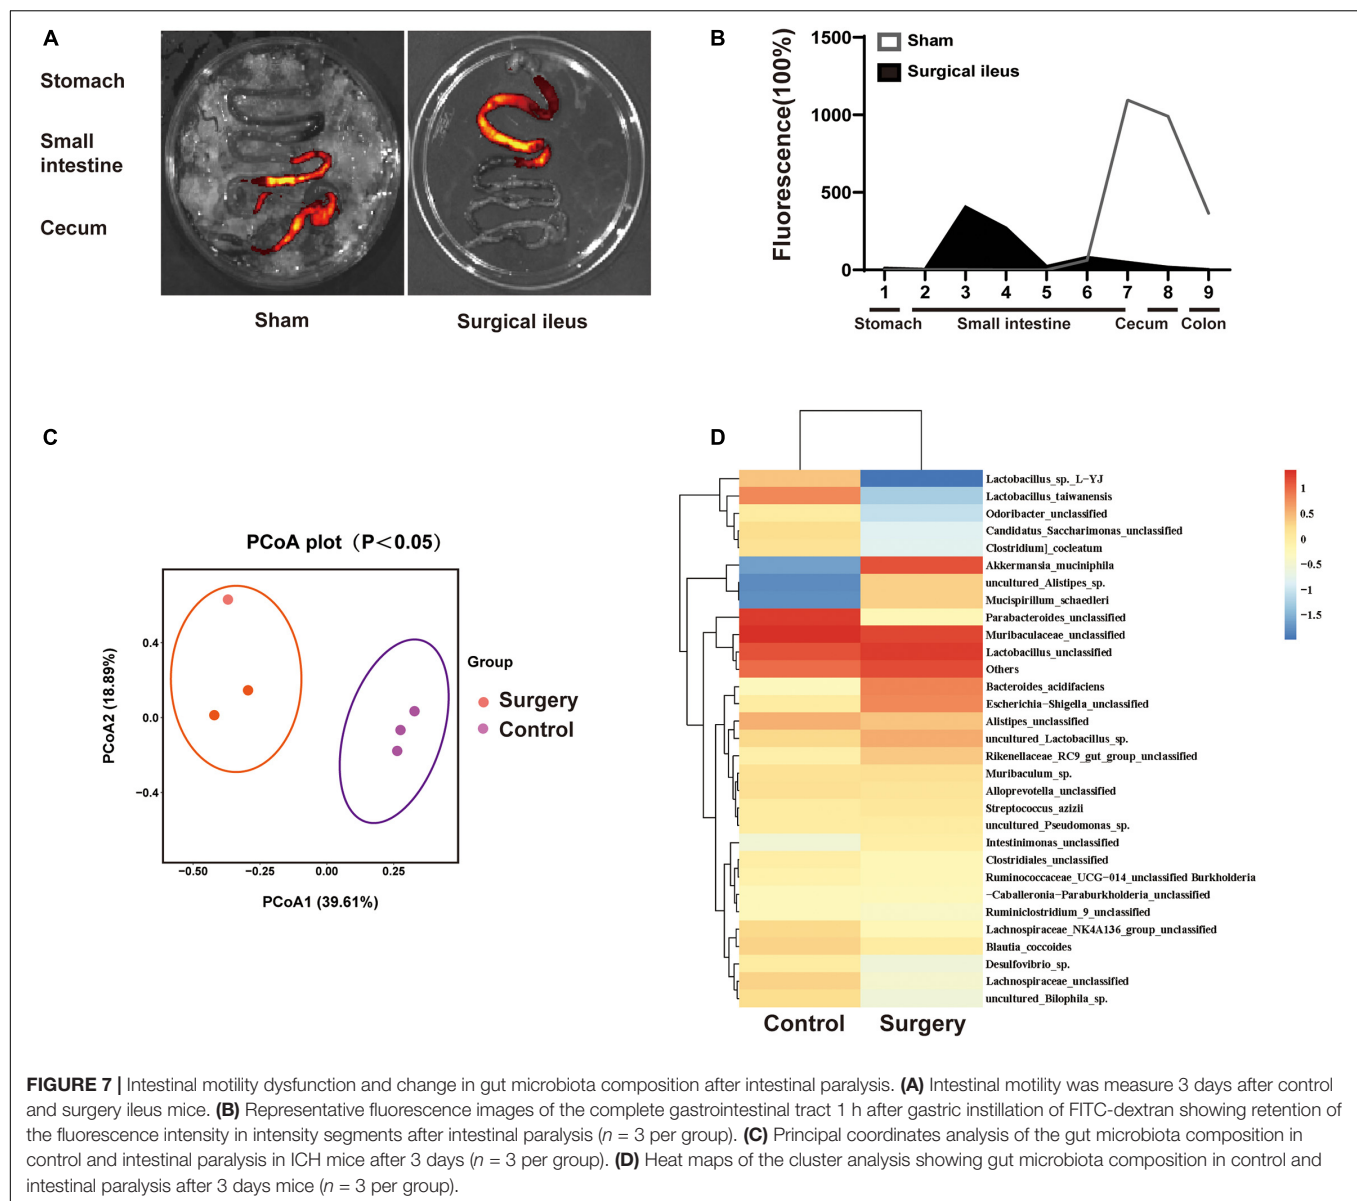 A
Stomach
Small
intestine
Cecum
Sham
Surgical ileus
B
Fluorescence(100%)
1500
1000
500
0
Sham
Surgical ileus
1 2 3 4 5 6 7 8 9
Stomach Small intestine Cecum Colon
C
PCoA plot（P＜0.05）
PCoA2 (18.89%)
0.4
0.0
−0.4
−0.50 −0.25 0.00 0.25
PCoA1 (39.61%)
Group
Surgery
Control
D
Lactobacillus_sp._L−YJ
Lactobacillus_taiwanensis
Odoribacter_unclassified
Candidatus_Saccharimonas_unclassified
Clostridium]_cocleatum
Akkermansia_muciniphila
uncultured_Alistipes_sp.
Mucispirillum_schaedleri
Parabacteroides_unclassified
Muribaculaceae_unclassified
Lactobacillus_unclassified
Others
Bacteroides_acidifaciens
Escherichia−Shigella_unclassified
Alistipes_unclassified
uncultured_Lactobacillus_sp.
Rikenellaceae_RC9_gut_group_unclassified
Muribaculum_sp.
Alloprevotella_unclassified
Streptococcus_azizii
uncultured_Pseudomonas_sp.
Intestinimonas_unclassified
Clostridiales_unclassified
Ruminococcaceae_UCG−014_unclassified Burkholderia
−Caballeronia−Paraburkholderia_unclassified
Ruminiclostridium_9_unclassified
Lachnospiraceae_NK4A136_group_unclassified
Blautia_coccoides
Desulfovibrio_sp.
Lachnospiraceae_unclassified
uncultured_Bilophila_sp.
Control Surgery
1
0.5
0
−0.5
−1
−1.5
FIGURE 7 | Intestinal motility dysfunction and change in gut microbiota composition after intestinal paralysis. (A) Intestinal motility was measure 3 days after control
and surgery ileus mice. (B) Representative fluorescence images of the complete gastrointestinal tract 1 h after gastric instillation of FITC-dextran showing retention of
the fluorescence intensity in intensity segments after intestinal paralysis (n = 3 per group). (C) Principal coordinates analysis of the gut microbiota composition in
control and intestinal paralysis in ICH mice after 3 days (n = 3 per group). (D) Heat maps of the cluster analysis showing gut microbiota composition in control and
intestinal paralysis after 3 days mice (n = 3 per group).